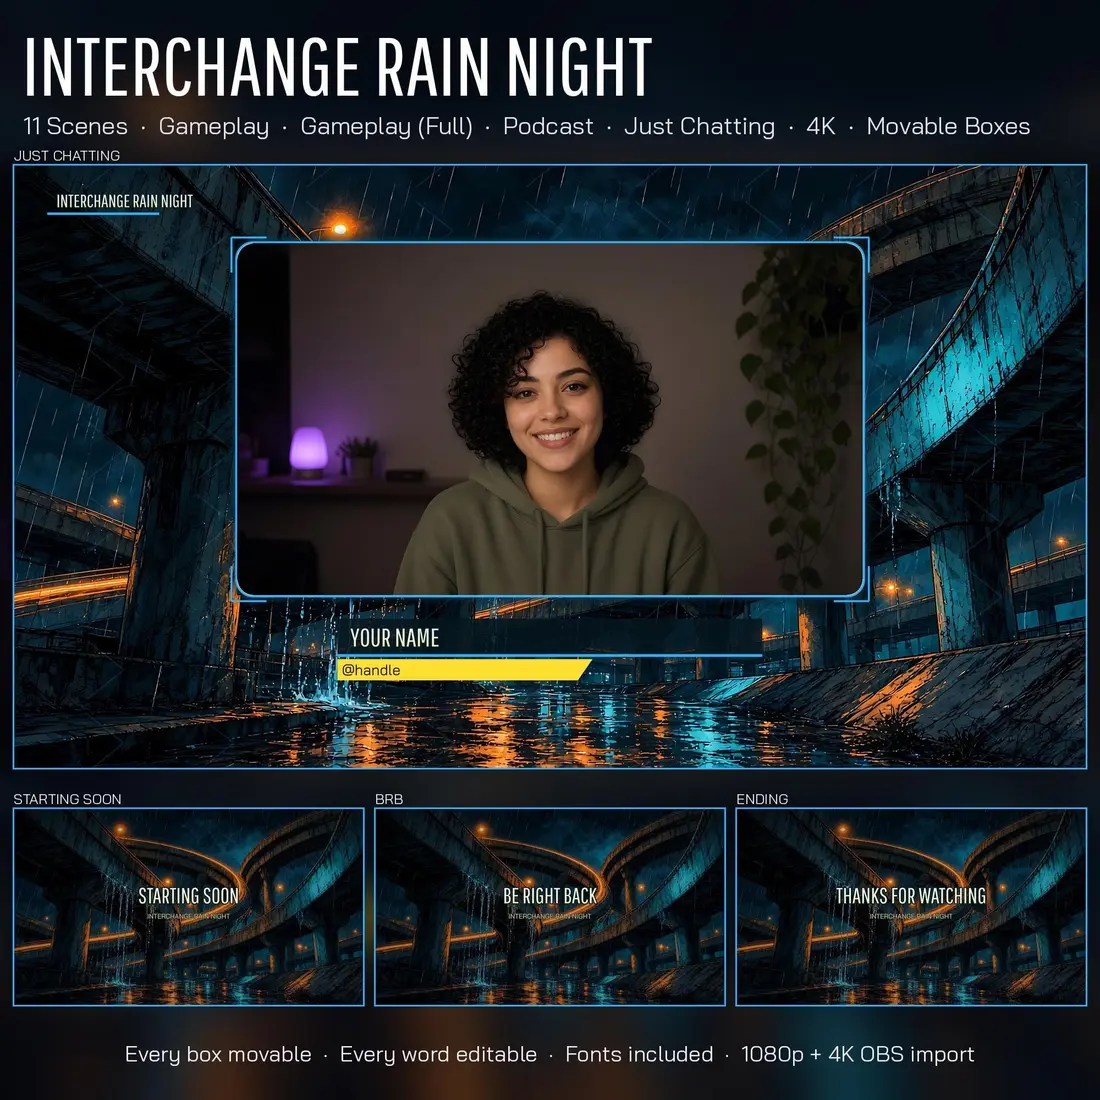 INTERCHANGE RAIN NIGHT
11 Scenes · Gameplay · Gameplay (Full) · Podcast · Just Chatting · 4K · Movable Boxes
JUST CHATTING
INTERCHANGE RAIN NIGHT
YOUR NAME
@handle
STARTING SOON
BRB
ENDING
STARTING SOON
INTERCHANGE RAIN NIGHT
BE RIGHT BACK
INTERCHANGE RAIN NIGHT
THANKS FOR WATCHING
INTERCHANGE RAIN NIGHT
Every box movable · Every word editable · Fonts included · 1080p + 4K OBS import